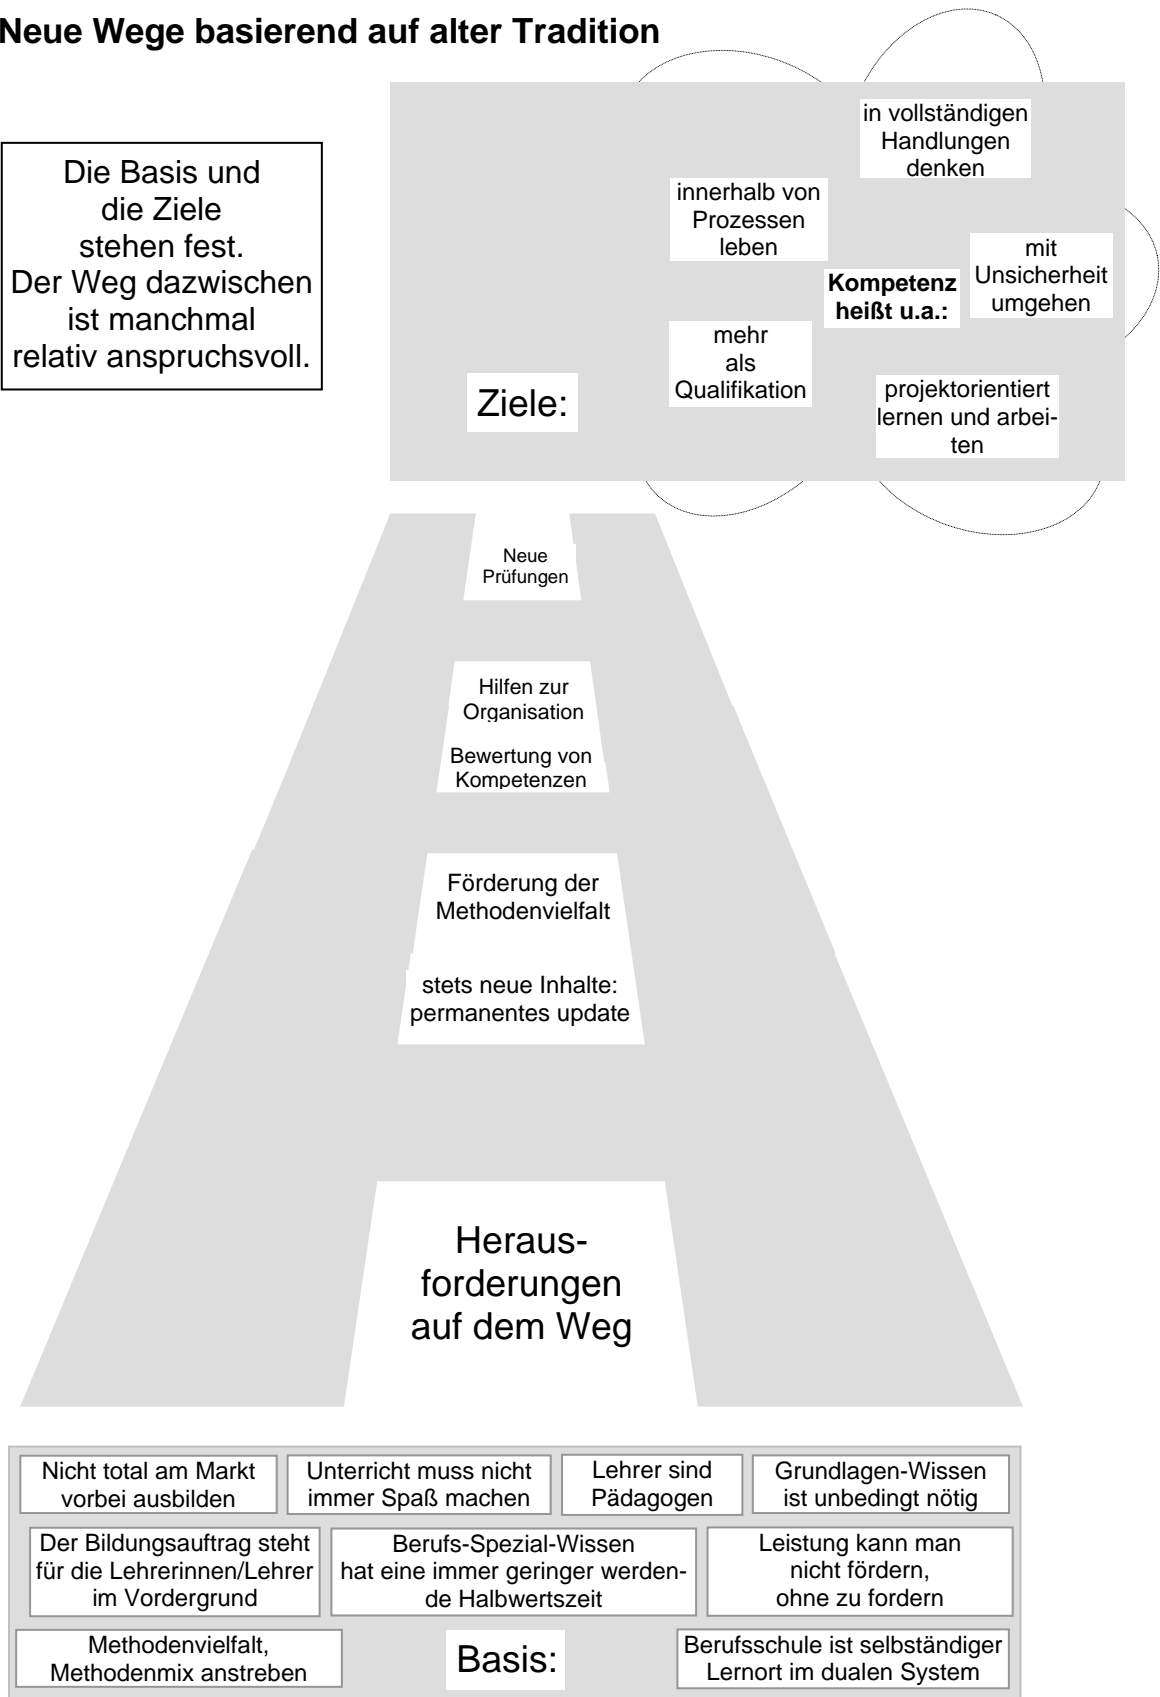 Neue Wege basierend auf alter Tradition
Die Basis und
die Ziele
stehen fest.
Der Weg dazwischen
ist manchmal
relativ anspruchsvoll.
in vollständigen
Handlungen
denken
innerhalb von
Prozessen
leben
mit
Unsicherheit
umgehen
Kompetenz
heißt u.a.:
mehr
als
Qualifikation
projektorientiert
lernen und arbei-
ten
Ziele:
Neue
Prüfungen
Hilfen zur
Organisation
Bewertung von
Kompetenzen
Förderung der
Methodenvielfalt
stets neue Inhalte:
permanentes update
Heraus-
forderungen
auf dem Weg
Nicht total am Markt
vorbei ausbilden
Unterricht muss nicht
immer Spaß machen
Lehrer sind
Pädagogen
Grundlagen-Wissen
ist unbedingt nötig
Der Bildungsauftrag steht
für die Lehrerinnen/Lehrer
im Vordergrund
Berufs-Spezial-Wissen
hat eine immer geringer werden-
de Halbwertszeit
Leistung kann man
nicht fördern,
ohne zu fordern
Methodenvielfalt,
Methodenmix anstreben
Basis:
Berufsschule ist selbständiger
Lernort im dualen System